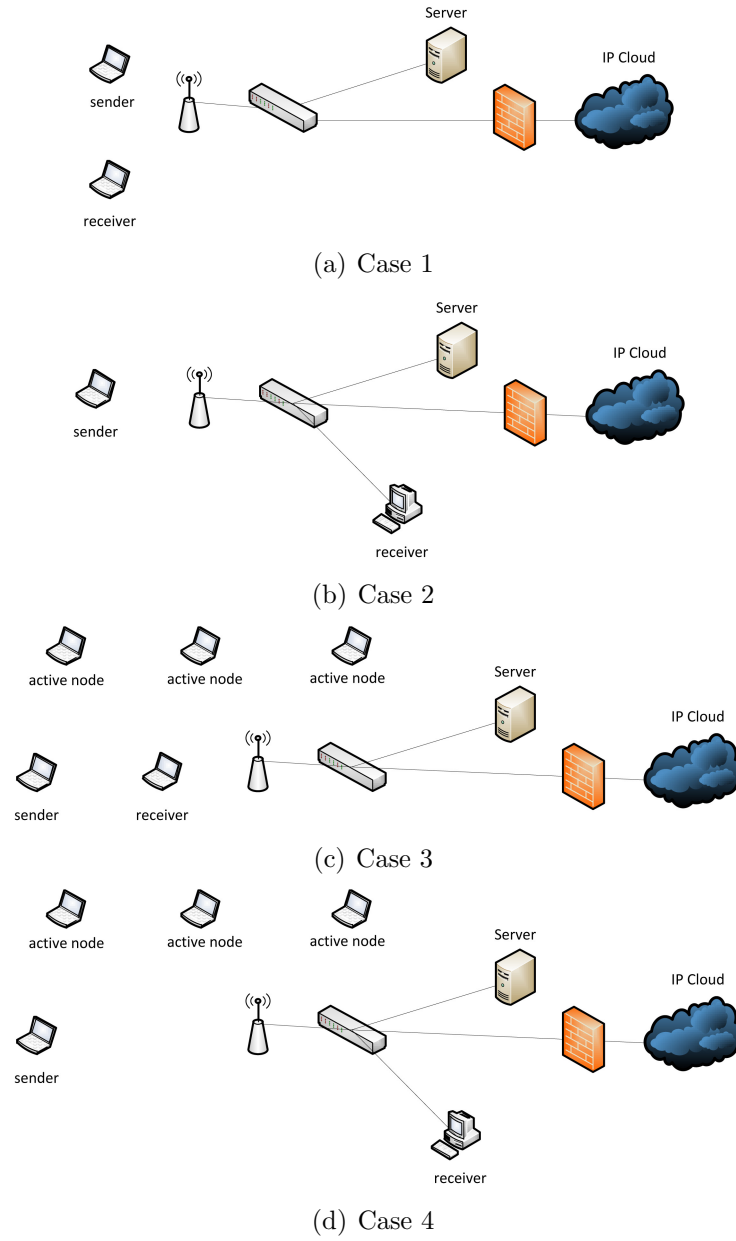 Server
IP Cloud
sender
receiver
(a) Case 1
Server
IP Cloud
sender
receiver
(b) Case 2
active node active node active node
Server
IP Cloud
sender receiver
(c) Case 3
active node active node active node
Server
IP Cloud
sender
receiver
(d) Case 4